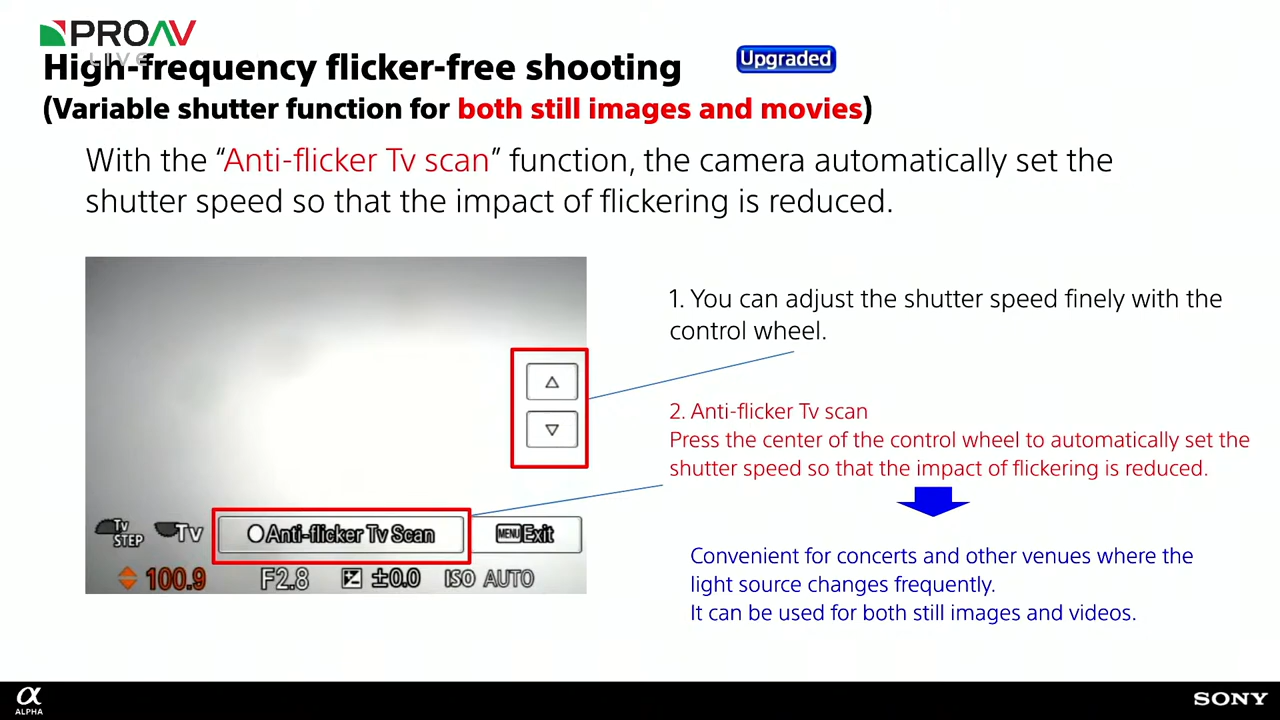 PROAV
LIVE
High-frequency flicker-free shooting
Upgraded
(Variable shutter function for both still images and movies)
With the “Anti-flicker Tv scan” function, the camera automatically set the
shutter speed so that the impact of flickering is reduced.
1. You can adjust the shutter speed finely with the
control wheel.
2. Anti-flicker Tv scan
Press the center of the control wheel to automatically set the
shutter speed so that the impact of flickering is reduced.
Convenient for concerts and other venues where the
light source changes frequently.
It can be used for both still images and videos.
Tv
STEP
Tv
Anti-flicker Tv Scan
MENU Exit
100.9
F2.8
±0.0
ISO AUTO
α
ALPHA
SONY